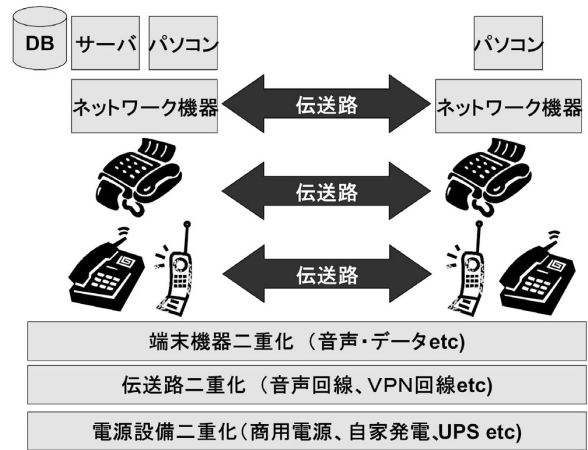 DB
サーバ
パソコン
パソコン
ネットワーク機器
伝送路
ネットワーク機器
伝送路
伝送路
端末機器二重化 （音声・データetc)
伝送路二重化 （音声回線、VPN回線etc)
電源設備二重化(商用電源、自家発電、UPS etc)